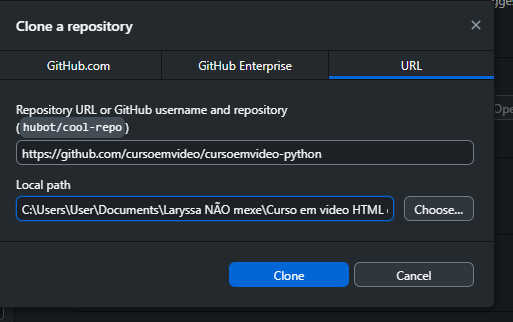 Clone a repository
GitHub.com
GitHub Enterprise
URL
Repository URL or GitHub username and repository
(hubot/cool-repo)
https://github.com/cursoemvideo/cursoemvideo-python
Local path
C:\Users\User\Documents\Laryssa NÃO mexe\Curso em video HTML
Choose...
Clone
Cancel